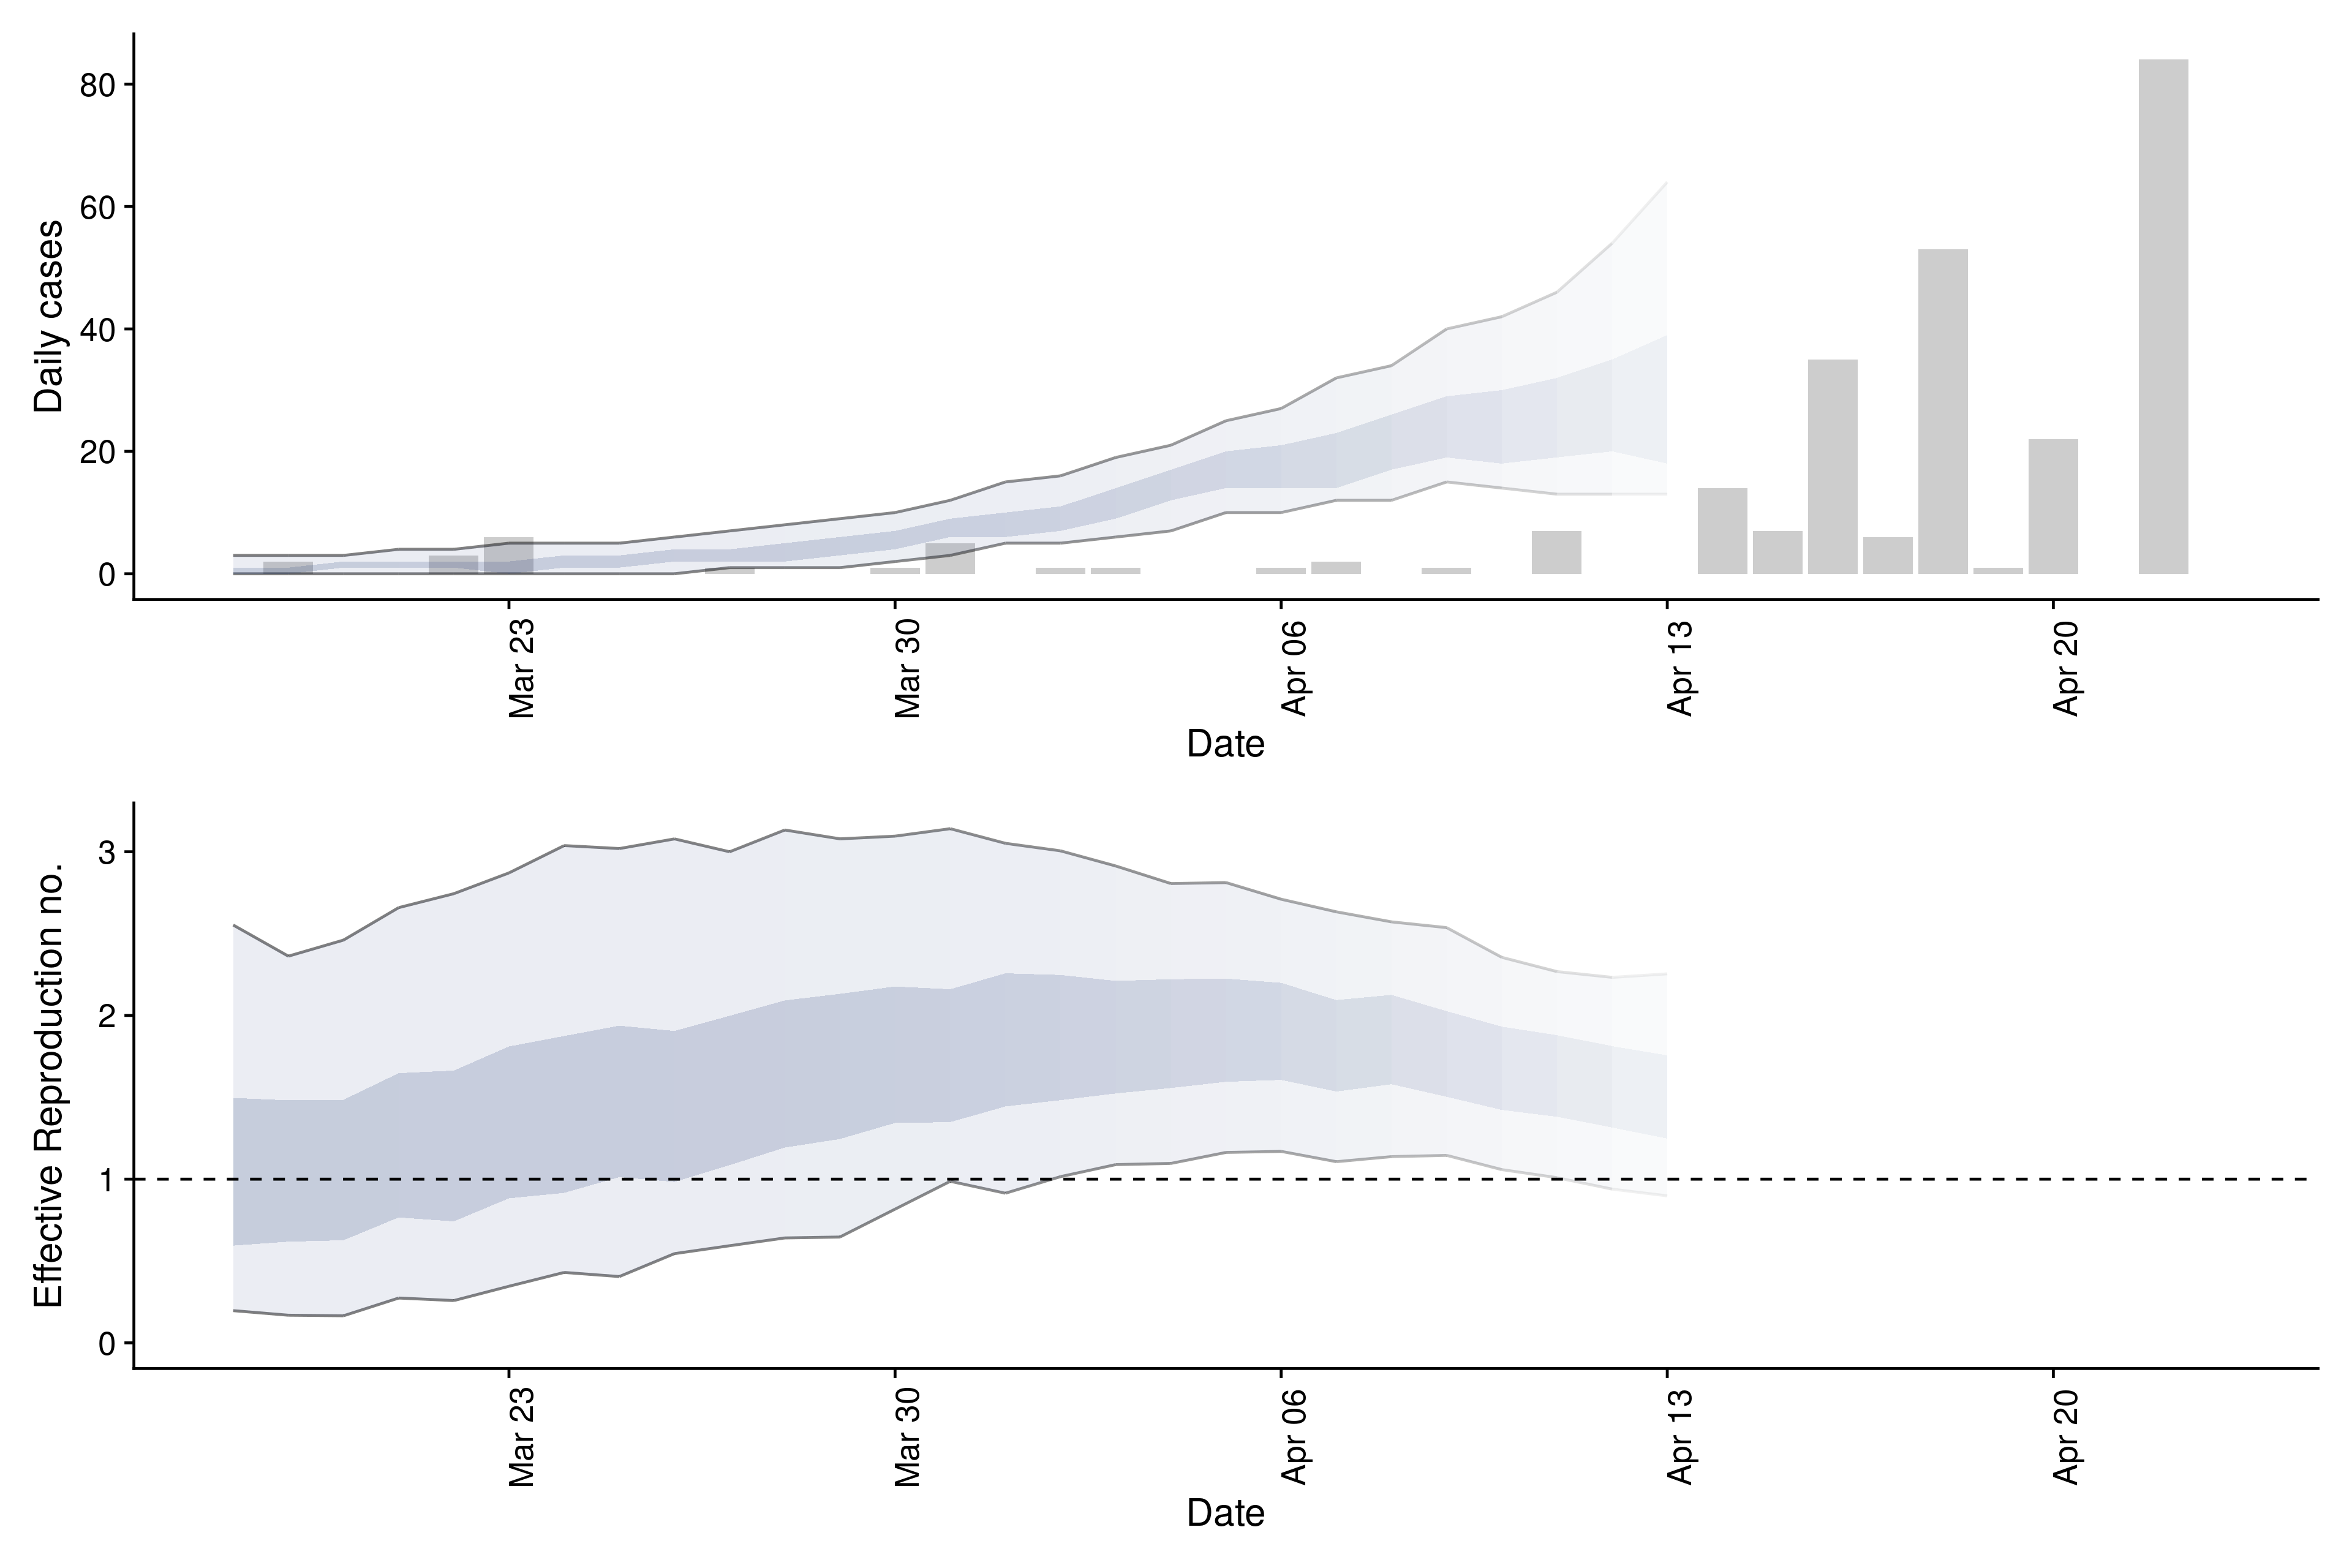 Daily cases
80
60
40
20
0
Mar 23
Mar 30
Apr 06
Apr 13
Apr 20
Date
Effective Reproduction no.
3
2
1
0
Mar 23
Mar 30
Apr 06
Apr 13
Apr 20
Date